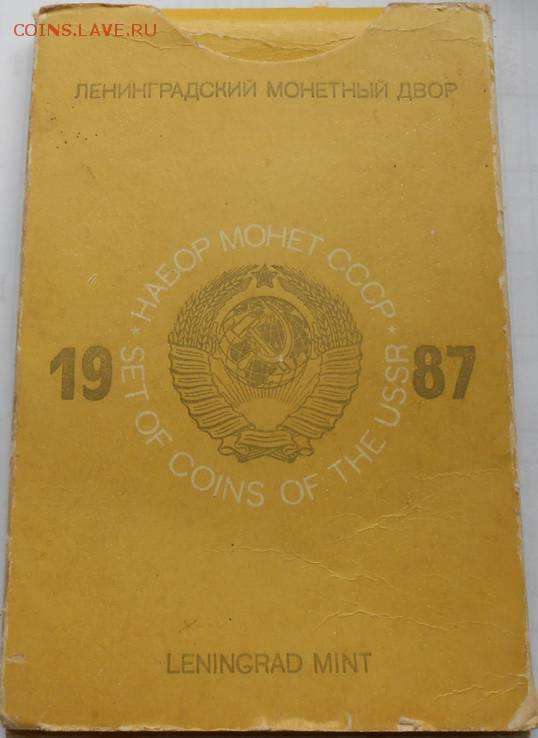 COINS.LAVE.RU
ЛЕНИНГРАДСКИЙ МОНЕТНЫЙ ДВОР
* НАБОР МОНЕТ СССР *
19 87
SET OF COINS OF THE USSR
LENINGRAD MINT